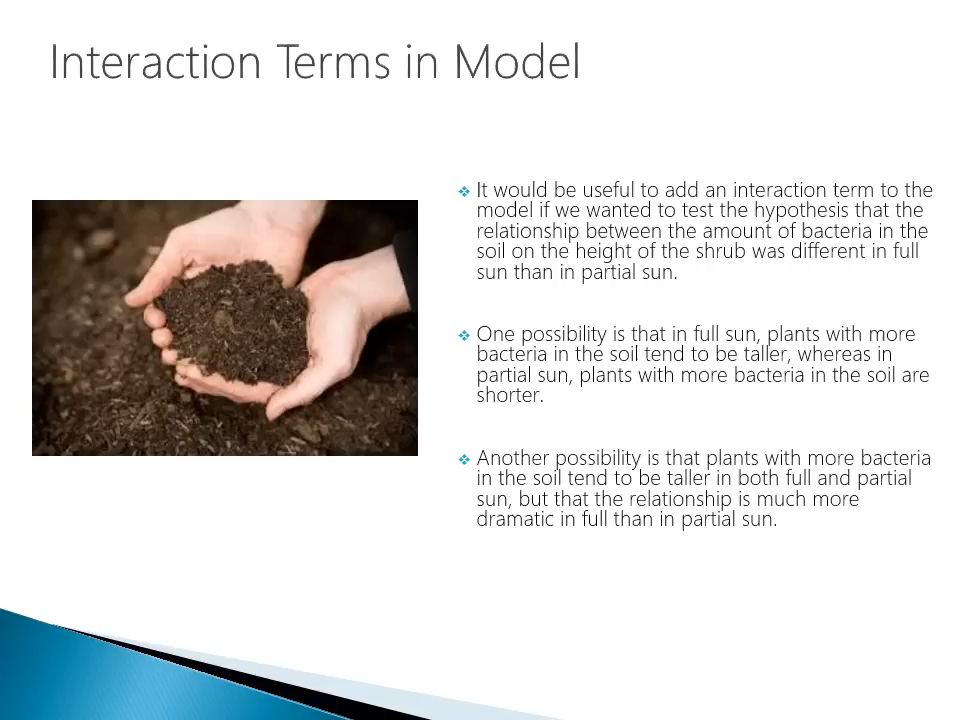 Interaction Terms in Model
It would be useful to add an interaction term to the
model if we wanted to test the hypothesis that the
relationship between the amount of bacteria in the
soil on the height of the shrub was different in full
sun than in partial sun.
One possibility is that in full sun, plants with more
bacteria in the soil tend to be taller, whereas in
partial sun, plants with more bacteria in the soil are
shorter.
Another possibility is that plants with more bacteria
in the soil tend to be taller in both full and partial
sun, but that the relationship is much more
dramatic in full than in partial sun.